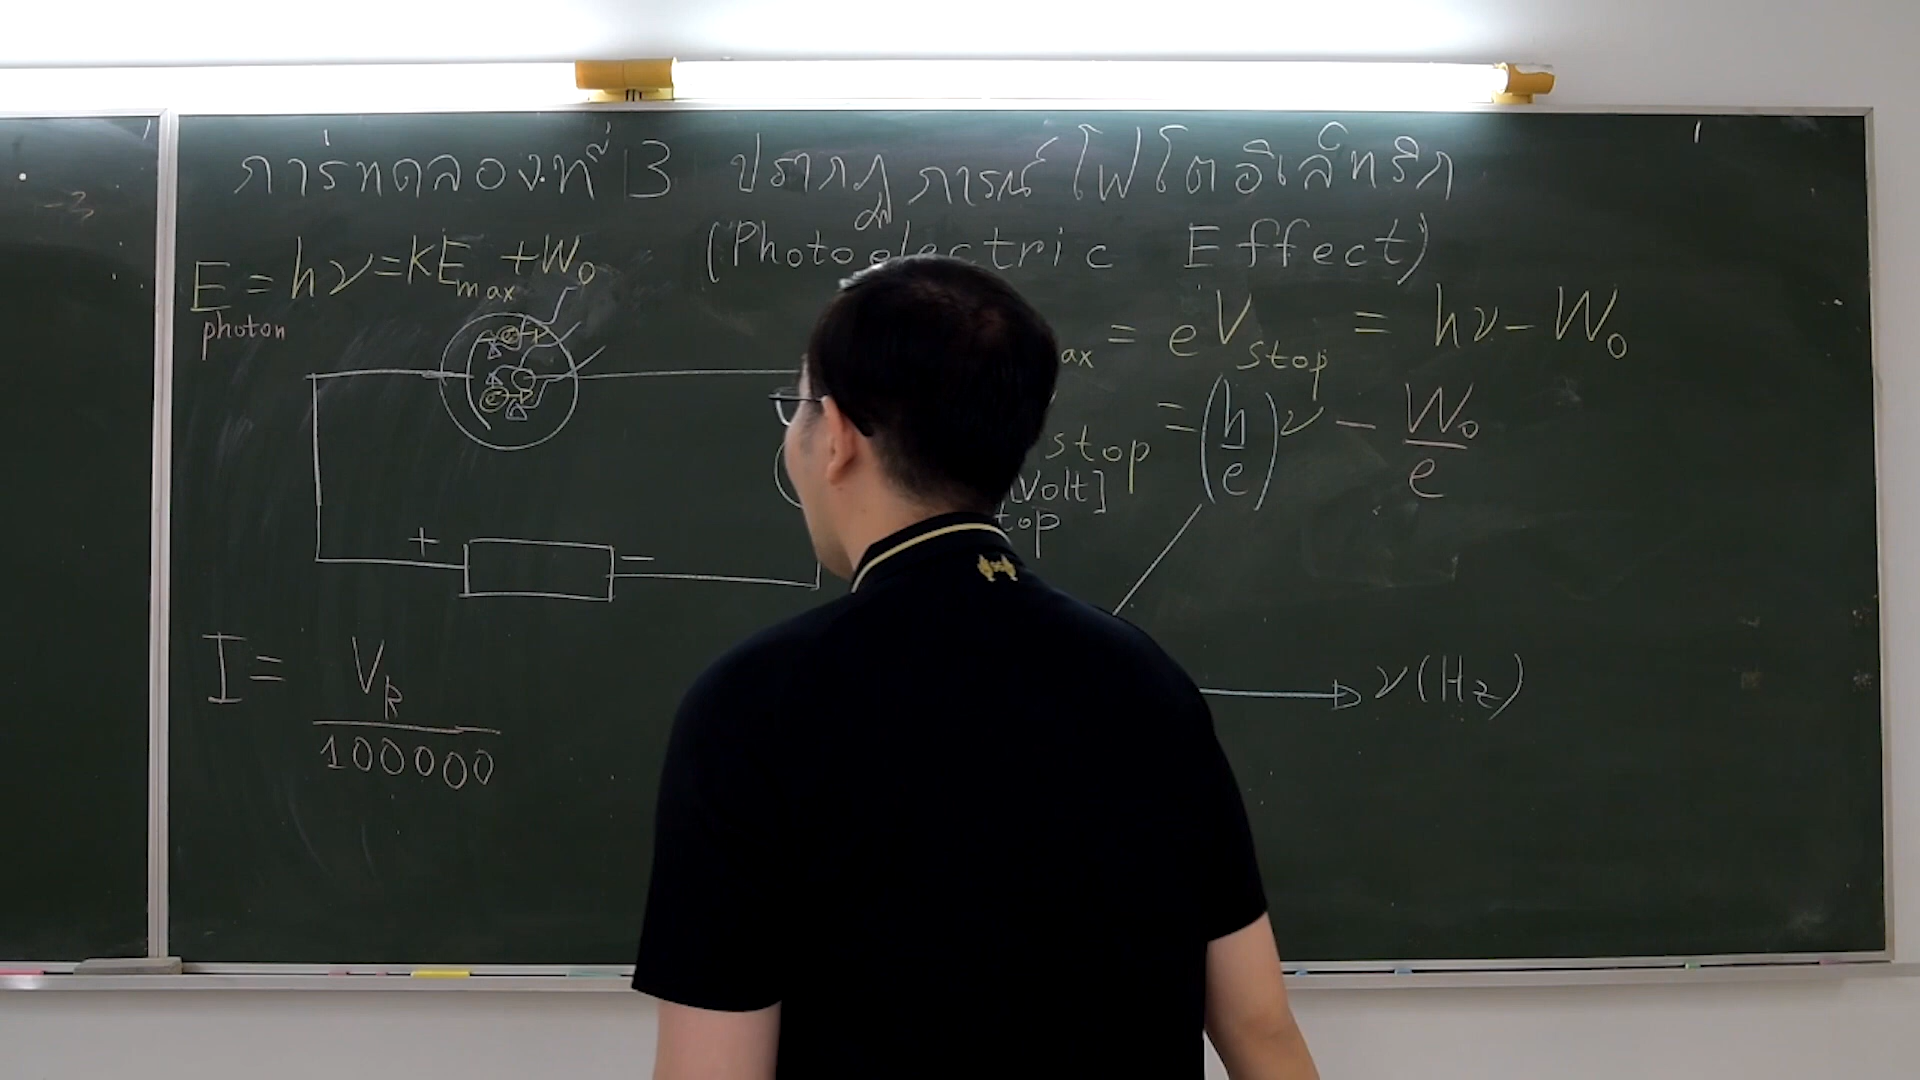 การทดลองที่ 3 ปรากฏการณ์โฟโตอิเล็กทริก
(Photoelectric Effect)
E = hν = KEmax + W₀
photon
ax = eVstop = hν - W₀
stop = (h/e)ν - W₀/e
[Volt]
top
+ −
I = V_R / 100000
ν(Hz)